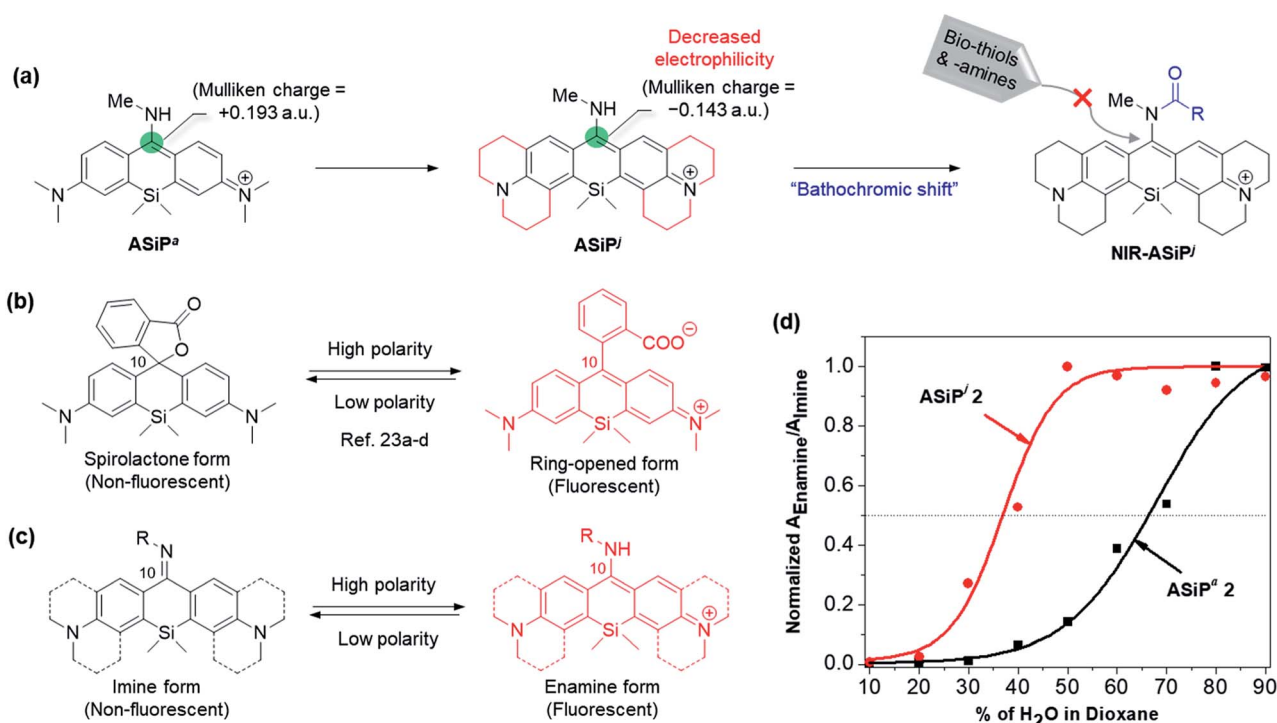 (a)
Me
NH
(Mulliken charge =
+0.193 a.u.)
N
Si
N
⊕
ASiPᵃ
Decreased
electrophilicity
Me
NH
(Mulliken charge =
−0.143 a.u.)
N
Si
N
⊕
ASiPʲ
"Bathochromic shift"
Bio-thiols
& -amines
O
Me
N
R
N
Si
N
⊕
NIR-ASiPʲ
(b)
O
O
10
N
Si
N
Spirolactone form
(Non-fluorescent)
High polarity
Low polarity
Ref. 23a-d
COO⊖
10
N
Si
N
⊕
Ring-opened form
(Fluorescent)
(c)
R
N
10
N
Si
N
Imine form
(Non-fluorescent)
High polarity
Low polarity
R
NH
10
N
Si
N
⊕
Enamine form
(Fluorescent)
(d)
Normalized A_Enamine/A_Imine
1.0
0.8
0.6
0.4
0.2
0.0
ASiPʲ 2
ASiPᵃ 2
10 20 30 40 50 60 70 80 90
% of H₂O in Dioxane